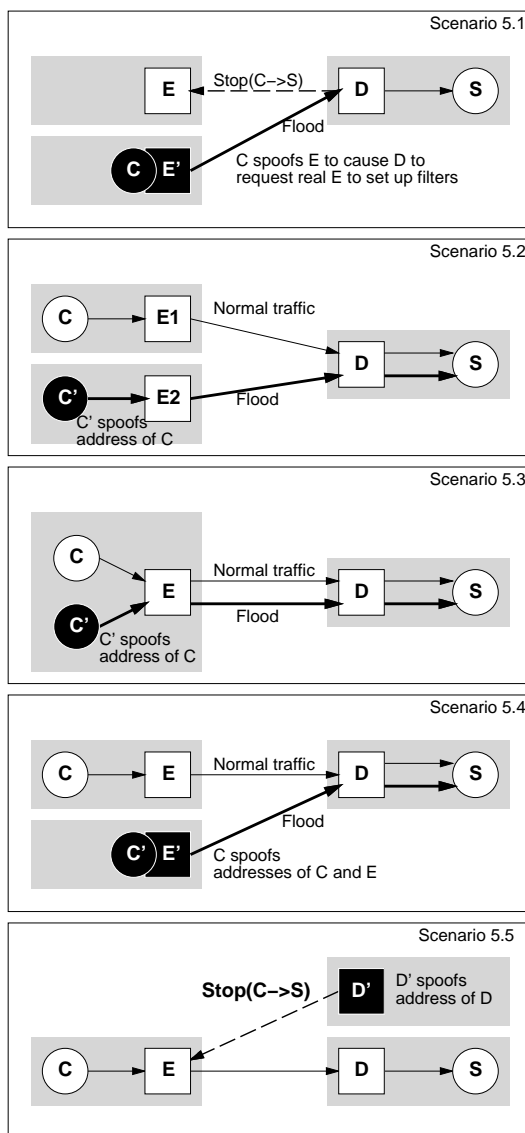 Scenario 5.1
Stop(C−>S)
E
D
S
Flood
C
E'
C spoofs E to cause D to
request real E to set up filters
Scenario 5.2
C
E1
Normal traffic
D
S
C'
E2
Flood
C' spoofs
address of C
Scenario 5.3
C
E
Normal traffic
D
S
C'
Flood
C' spoofs
address of C
Scenario 5.4
C
E
Normal traffic
D
S
Flood
C'
E'
C spoofs
addresses of C and E
Scenario 5.5
Stop(C−>S)
D'
D' spoofs
address of D
C
E
D
S